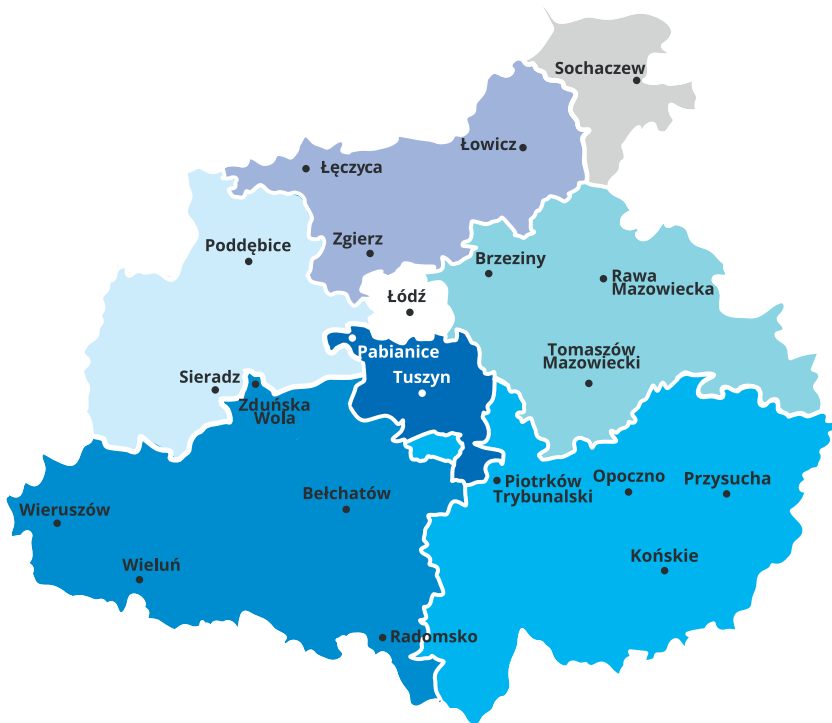 Sochaczew
Łowicz
Łęczyca
Zgierz
Poddębice
Brzeziny
Rawa
Mazowiecka
Łódź
Pabianice
Tomaszów
Mazowiecki
Sieradz
Tuszyn
Zduńska
Wola
Opoczno
Przysucha
Piotrków
Trybunalski
Bełchatów
Wieruszów
Końskie
Wieluń
Radomsko